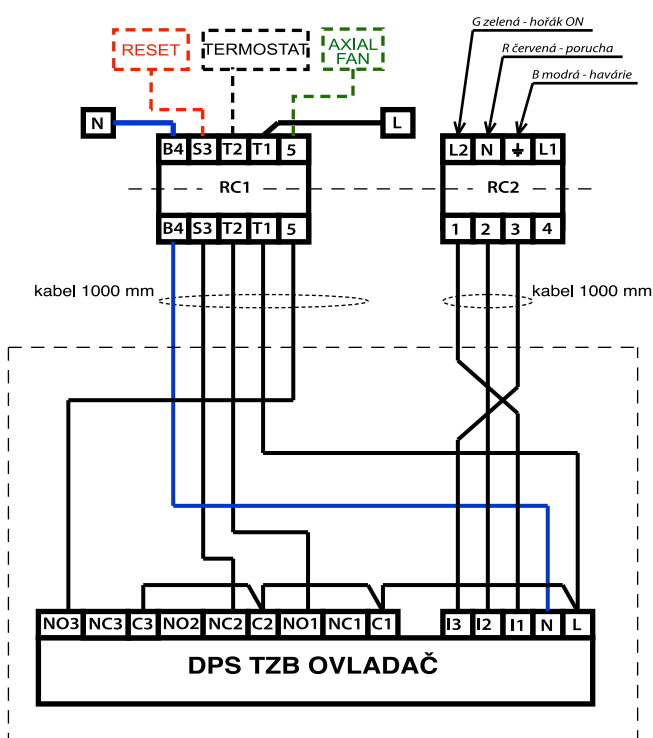 G zelená - hořák ON
RESET TERMOSTAT AXIAL FAN
R červená - porucha
B modrá - havárie
N L
B4 S3 T2 T1 5 L2 N ⏚ L1
RC1 RC2
B4 S3 T2 T1 5 1 2 3 4
kabel 1000 mm kabel 1000 mm
NO3 NC3 C3 NO2 NC2 C2 NO1 NC1 C1 I3 I2 I1 N L
DPS TZB OVLADAČ